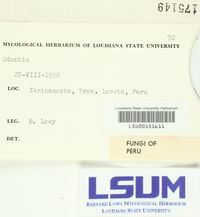 175149
72
MYCOLOGICAL HERBARIUM OF LOUISIANA STATE UNIVERSITY
Odontia
27-VIII-1958
LOC. Yarinacocha, Prov. Loreto, Peru
Louisiana State University Herbarium
LSU00151611
LEG. B. Lowy
DET.
FUNGI OF
PERU
LSUM
BERNARD LOWY MYCOLOGICAL HERBARIUM
LOUISIANA STATE UNIVERSITY